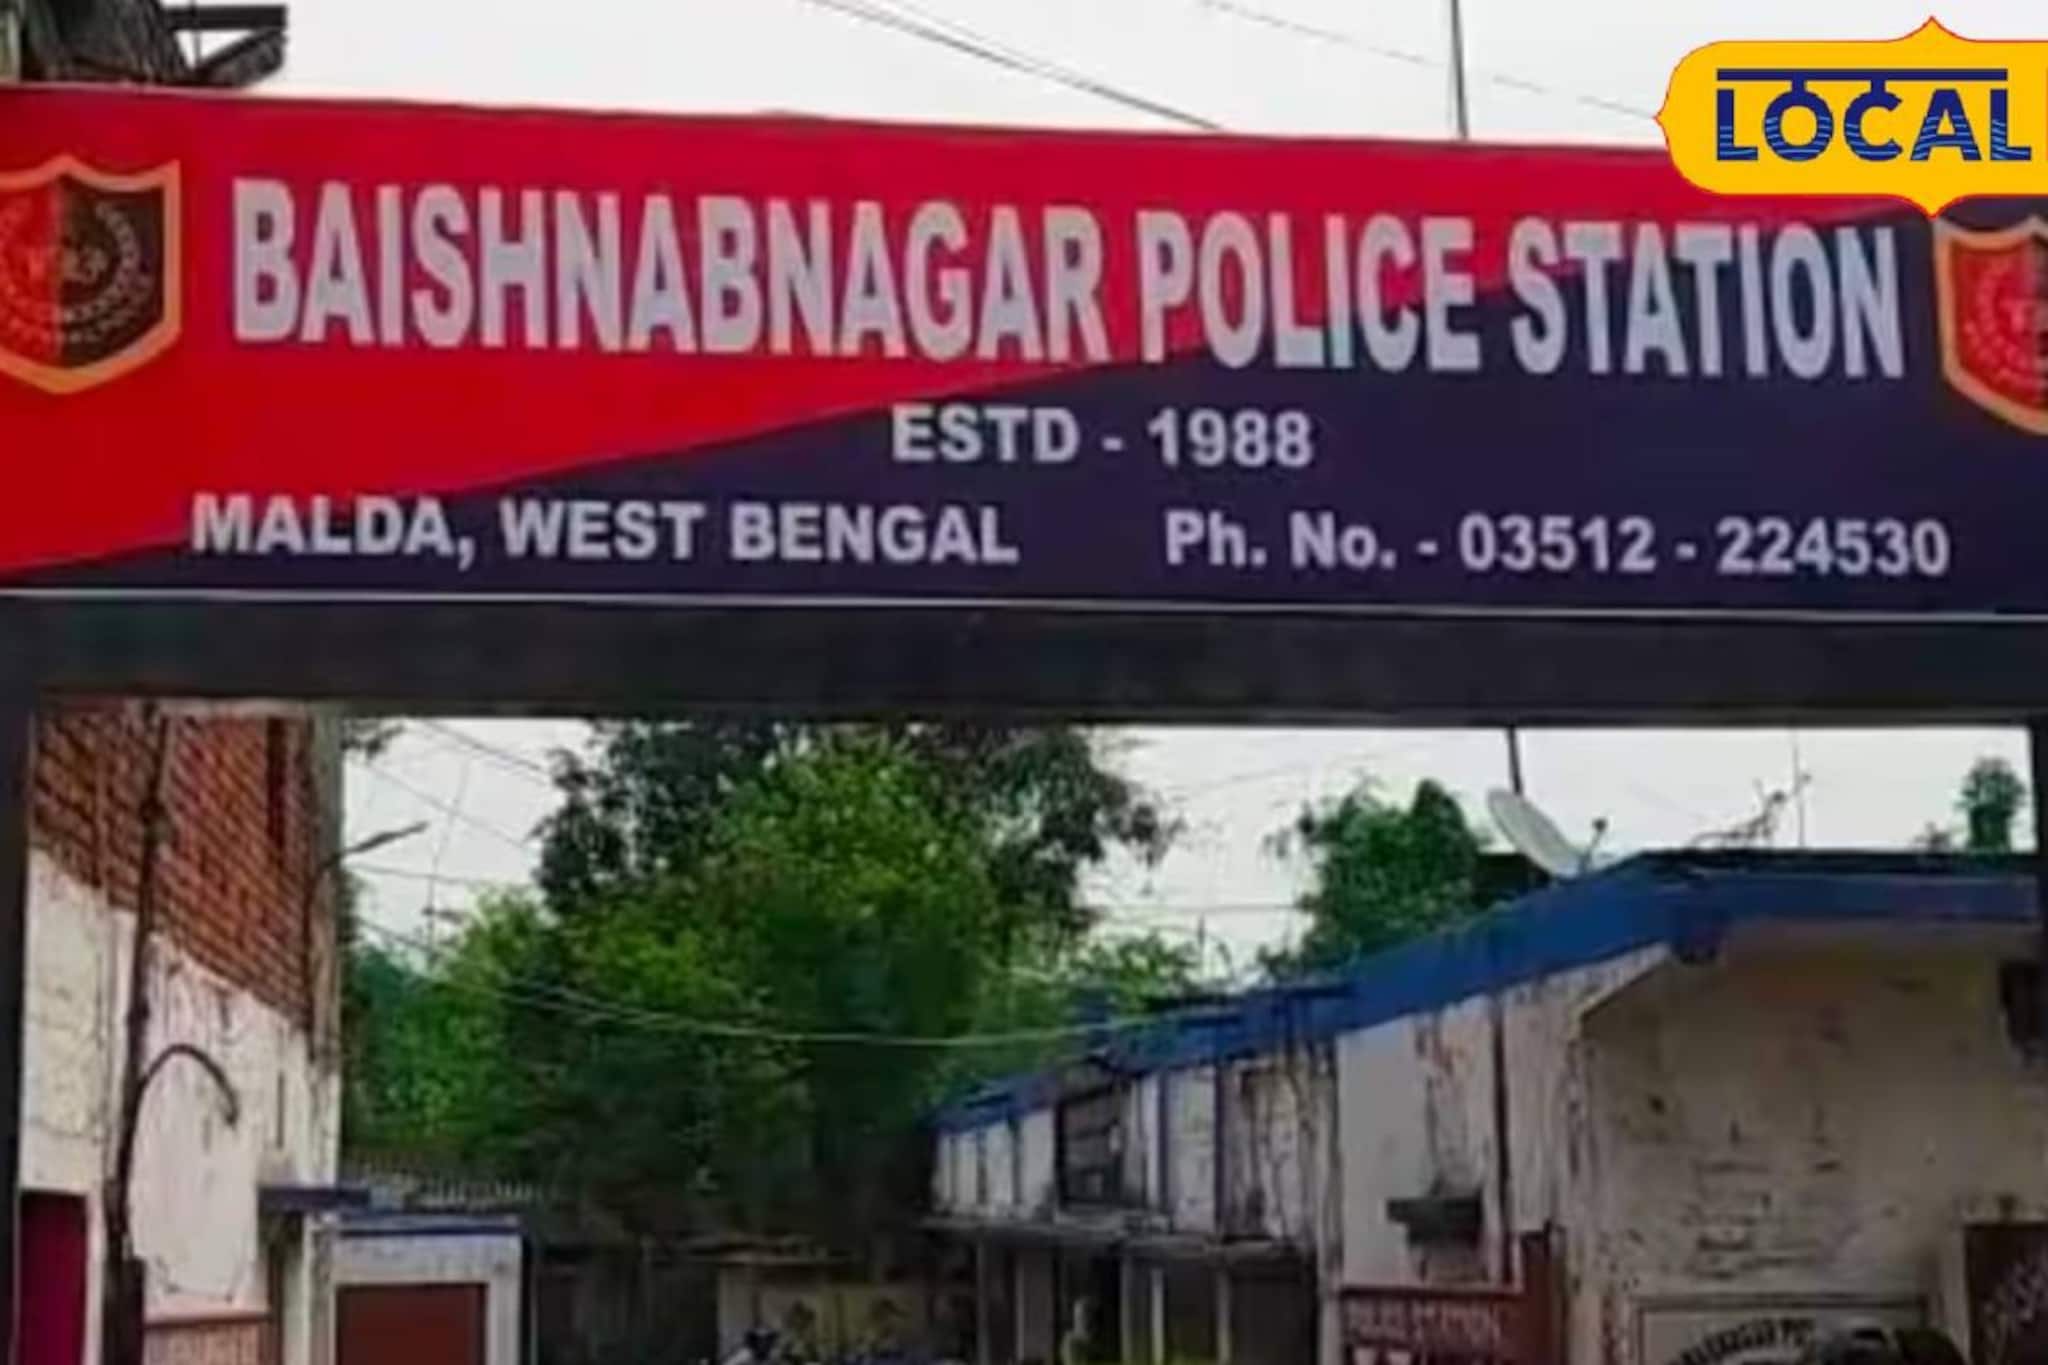 LOCAL
BAISHNABNAGAR POLICE STATION
ESTD - 1988
MALDA, WEST BENGAL Ph. No. - 03512 - 224530